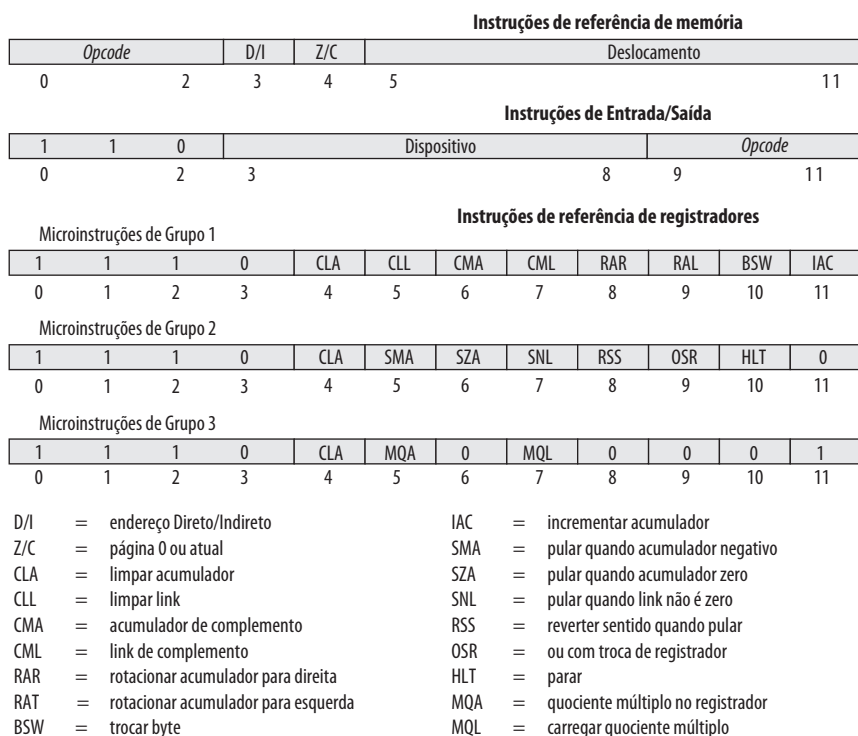 Instruções de referência de memória
Opcode D/I Z/C Deslocamento
0 2 3 4 5 11
Instruções de Entrada/Saída
1 1 0 Dispositivo Opcode
0 2 3 8 9 11
Instruções de referência de registradores
Microinstruções de Grupo 1
1 1 1 0 CLA CLL CMA CML RAR RAL BSW IAC
0 1 2 3 4 5 6 7 8 9 10 11
Microinstruções de Grupo 2
1 1 1 0 CLA SMA SZA SNL RSS OSR HLT 0
0 1 2 3 4 5 6 7 8 9 10 11
Microinstruções de Grupo 3
1 1 1 0 CLA MQA 0 MQL 0 0 0 1
0 1 2 3 4 5 6 7 8 9 10 11
D/I = endereço Direto/Indireto
Z/C = página 0 ou atual
CLA = limpar acumulador
CLL = limpar link
CMA = acumulador de complemento
CML = link de complemento
RAR = rotacionar acumulador para direita
RAT = rotacionar acumulador para esquerda
BSW = trocar byte
IAC = incrementar acumulador
SMA = pular quando acumulador negativo
SZA = pular quando acumulador zero
SNL = pular quando link não é zero
RSS = reverter sentido quando pular
OSR = ou com troca de registrador
HLT = parar
MQA = quociente múltiplo no registrador
MQL = carregar quociente múltiplo